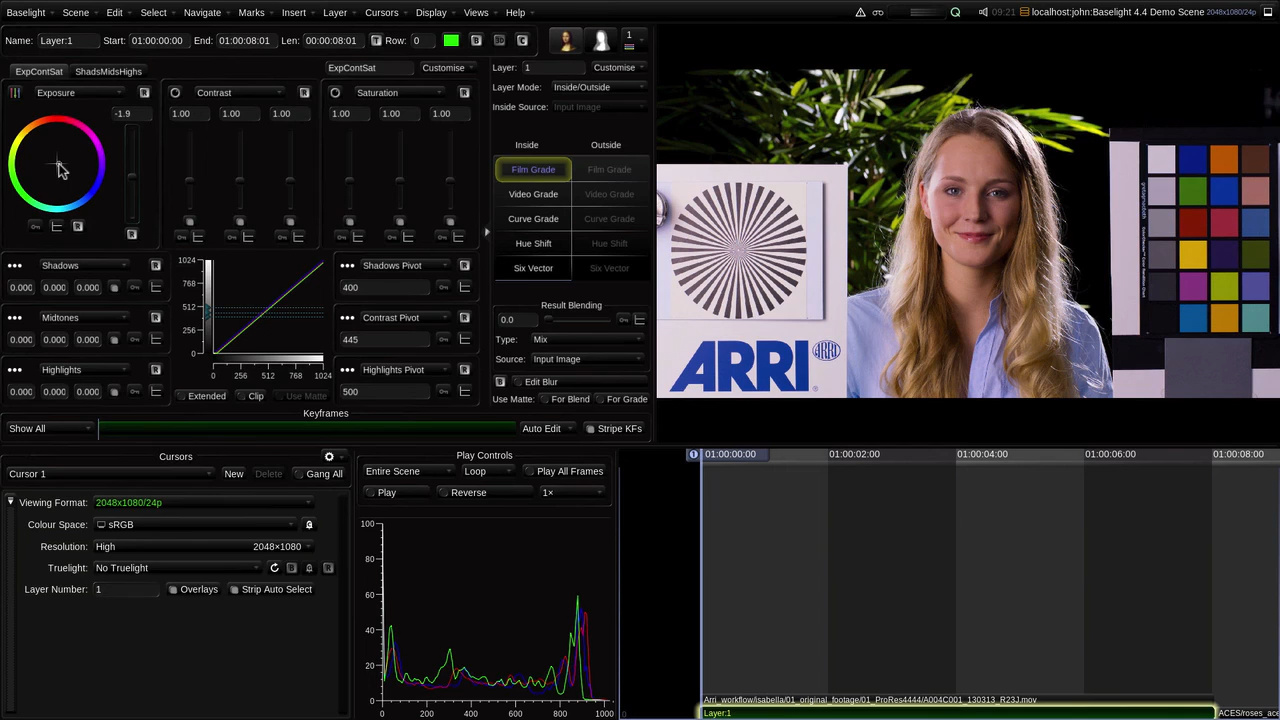 Baselight Scene Edit Select Navigate Marks Insert Layer Cursors Display Views Help 09:21 localhost:john:Baselight 4.4 Demo Scene 2048x1080/24p
Name: Layer:1 Start: 01:00:00:00 End: 01:00:08:01 Len: 00:00:08:01 Row: 0 1
ExpContSat ShadsMidsHighs ExpContSat Customise Layer: 1 Customise
Layer Mode: Inside/Outside
Exposure Contrast Saturation
Inside Source: Input Image
-1.9 1.00 1.00 1.00 1.00 1.00 1.00
Inside Outside
Film Grade Film Grade
Video Grade Video Grade
Curve Grade Curve Grade
Hue Shift Hue Shift
Six Vector Six Vector
Shadows 1024 Shadows Pivot
0.000 0.000 0.000 768 400
Result Blending
Midtones 512 Contrast Pivot 0.0
0.000 0.000 0.000 256 445 Type: Mix
0 Source: Input Image
Highlights 0 256 512 768 1024 Highlights Pivot
0.000 0.000 0.000 Extended Clip Use Matte 500 Edit Blur
Use Matte: For Blend For Grade
Keyframes
Show All Auto Edit Stripe KFs
ARRI ARRI ®
Cursors Play Controls
Cursor 1 New Delete Gang All Entire Scene Loop Play All Frames
Play Reverse 1×
Viewing Format: 2048x1080/24p
Colour Space: sRGB
Resolution: High 2048×1080
Truelight: No Truelight
Layer Number: 1 Overlays Strip Auto Select
100
80
60
40
20
0
0 200 400 600 800 1000
01:00:00:00 01:00:02:00 01:00:04:00 01:00:06:00 01:00:08:00
Arri_workflow/isabella/01_original_footage/01_ProRes4444/A004C001_130313_R23J.mov
0 Layer:1 ACES/roses_ace